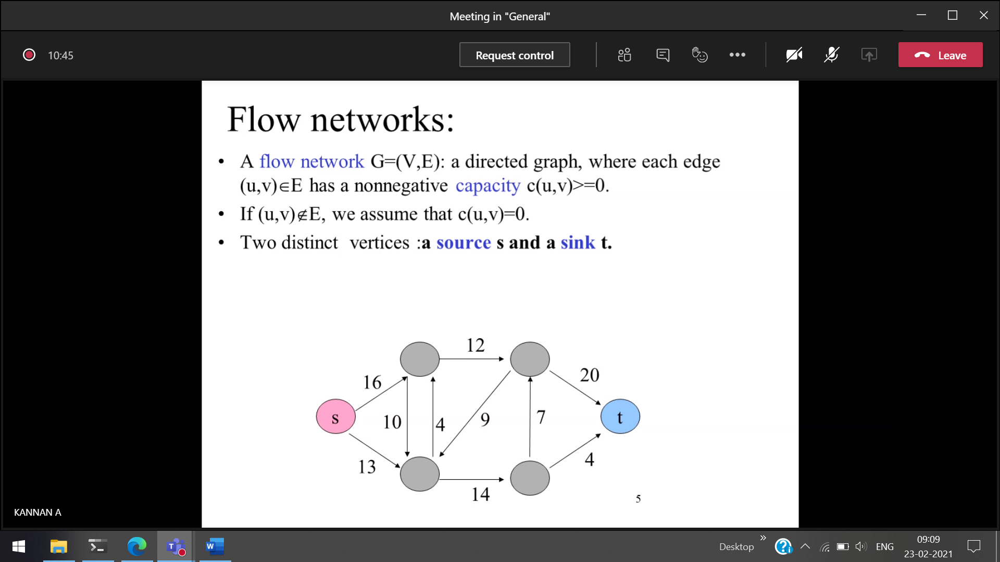 Meeting in "General"
10:45
Request control
Leave
Flow networks:
• A flow network G=(V,E): a directed graph, where each edge
(u,v)∈E has a nonnegative capacity c(u,v)>=0.
• If (u,v)∉E, we assume that c(u,v)=0.
• Two distinct vertices :a source s and a sink t.
12
16
20
s
10
4
9
7
t
13
4
14
5
KANNAN A
Desktop
ENG
09:09
23-02-2021